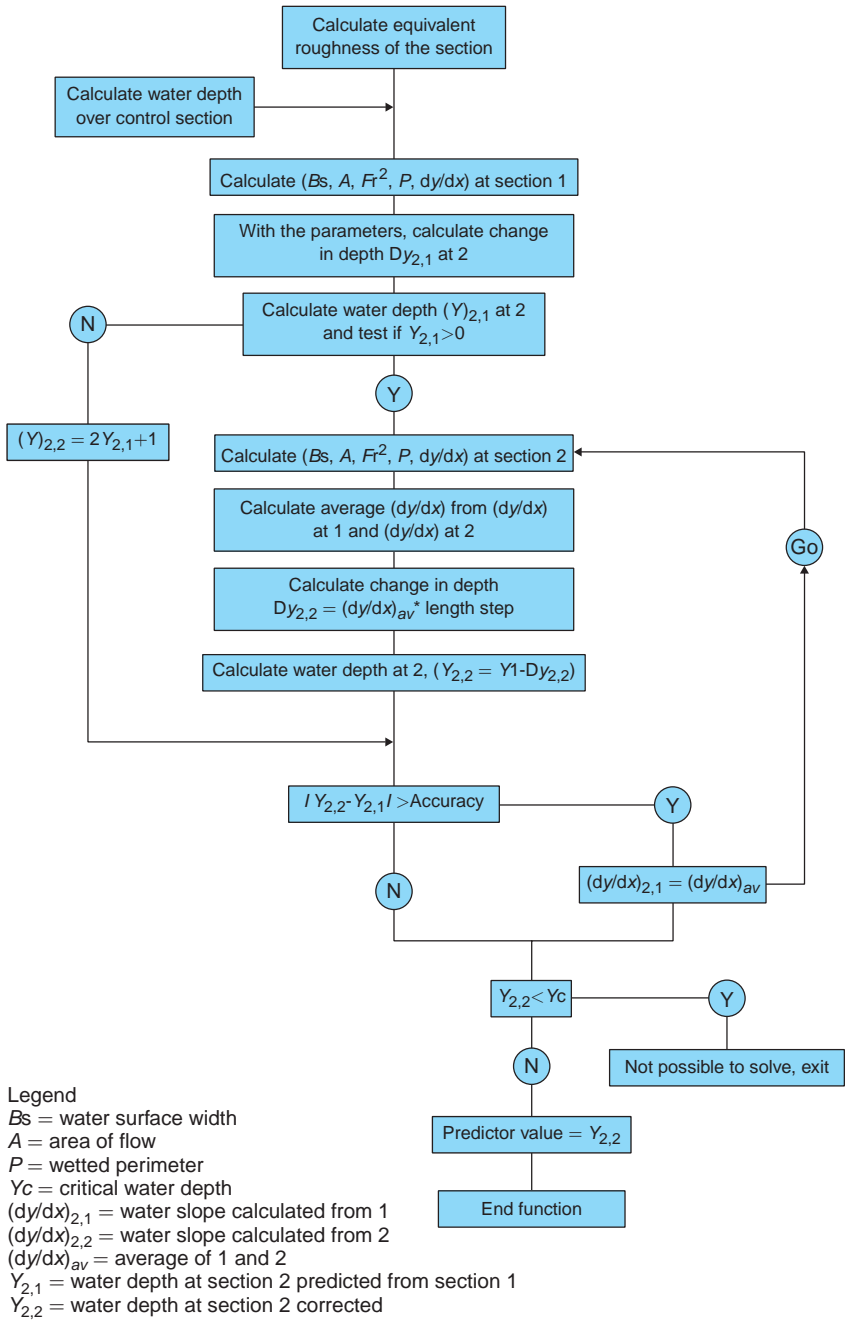 Calculate equivalent
roughness of the section
Calculate water depth
over control section
Calculate (Bs, A, Fr², P, dy/dx) at section 1
With the parameters, calculate change
in depth Dy₂,₁ at 2
Calculate water depth (Y)₂,₁ at 2
and test if Y₂,₁>0
N
Y
(Y)₂,₂ = 2Y₂,₁+1
Calculate (Bs, A, Fr², P, dy/dx) at section 2
Calculate average (dy/dx) from (dy/dx)
at 1 and (dy/dx) at 2
Go
Calculate change in depth
Dy₂,₂ = (dy/dx)av* length step
Calculate water depth at 2, (Y₂,₂ = Y1-Dy₂,₂)
I Y₂,₂-Y₂,₁ I >Accuracy
Y
N
(dy/dx)₂,₁ = (dy/dx)av
Y₂,₂< Yc
Y
N
Not possible to solve, exit
Predictor value = Y₂,₂
End function
Legend
Bs = water surface width
A = area of flow
P = wetted perimeter
Yc = critical water depth
(dy/dx)₂,₁ = water slope calculated from 1
(dy/dx)₂,₂ = water slope calculated from 2
(dy/dx)av = average of 1 and 2
Y₂,₁ = water depth at section 2 predicted from section 1
Y₂,₂ = water depth at section 2 corrected